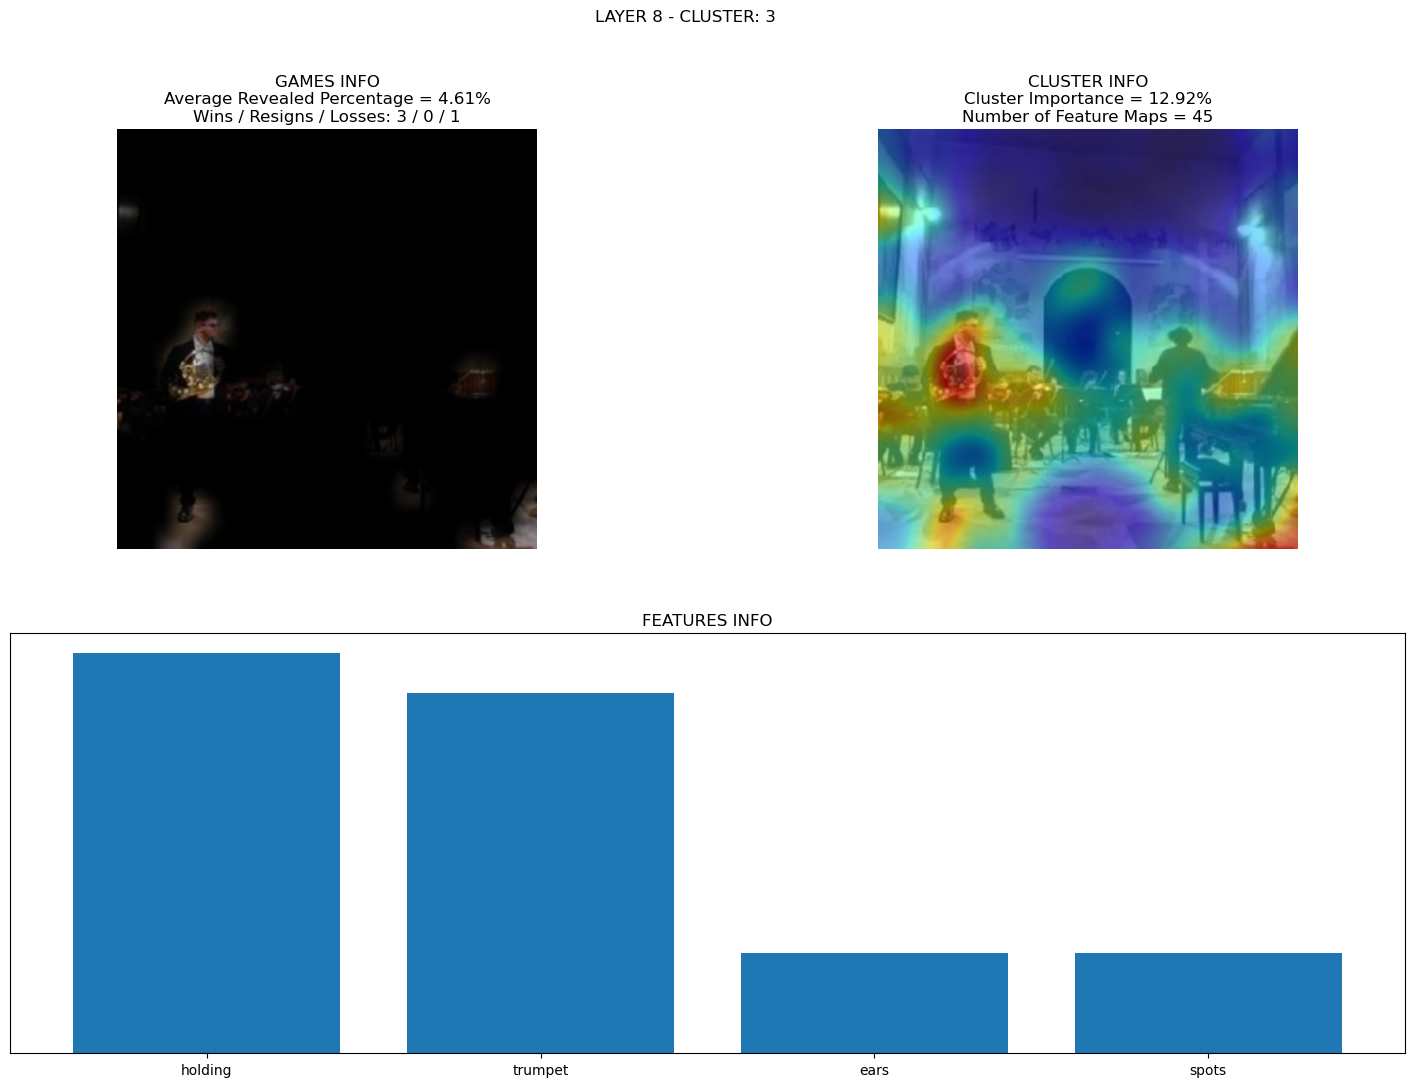 LAYER 8 - CLUSTER: 3
GAMES INFO
Average Revealed Percentage = 4.61%
Wins / Resigns / Losses: 3 / 0 / 1
CLUSTER INFO
Cluster Importance = 12.92%
Number of Feature Maps = 45
FEATURES INFO
holding
trumpet
ears
spots